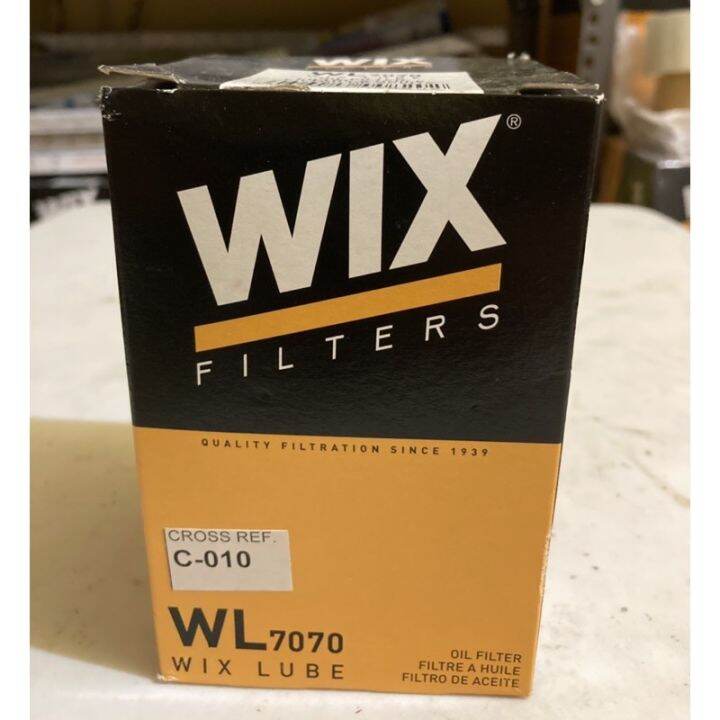 WIX
WIX
®
FILTERS
QUALITY FILTRATION SINCE 1939
CROSS REF.
C-010
WL7070
WIX LUBE
OIL FILTER
FILTRE A HUILE
FILTRO DE ACEITE